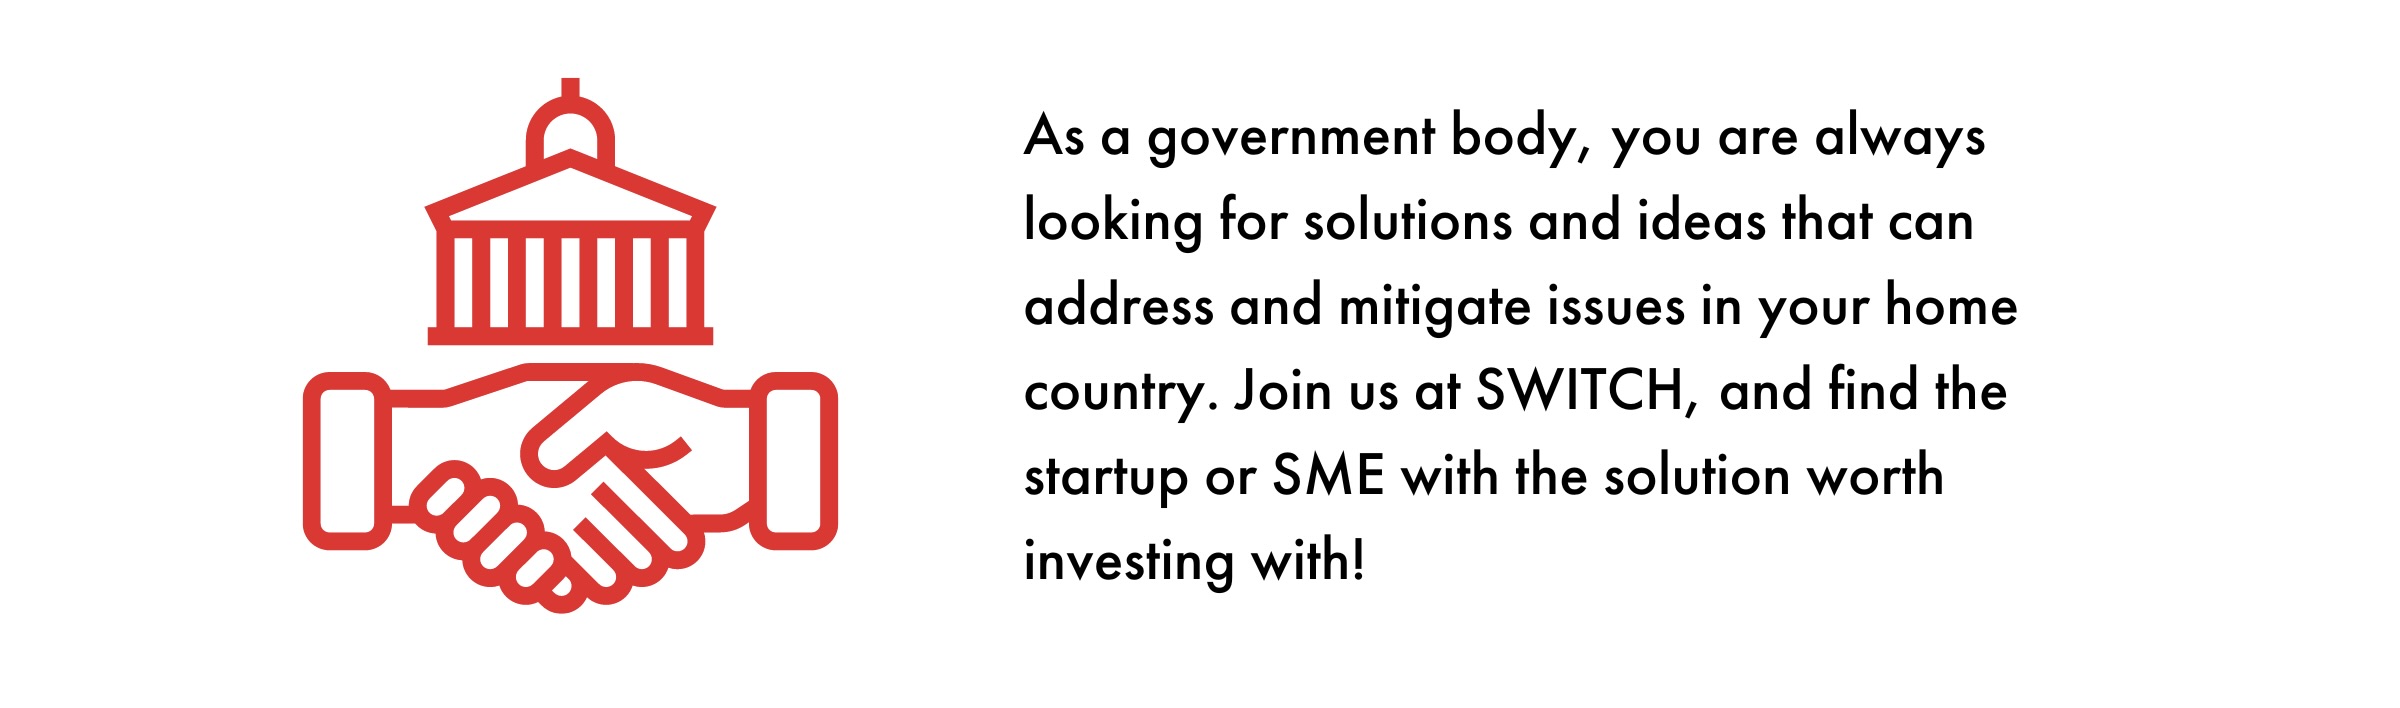 As a government body, you are always
looking for solutions and ideas that can
address and mitigate issues in your home
country. Join us at SWITCH, and find the
startup or SME with the solution worth
investing with!